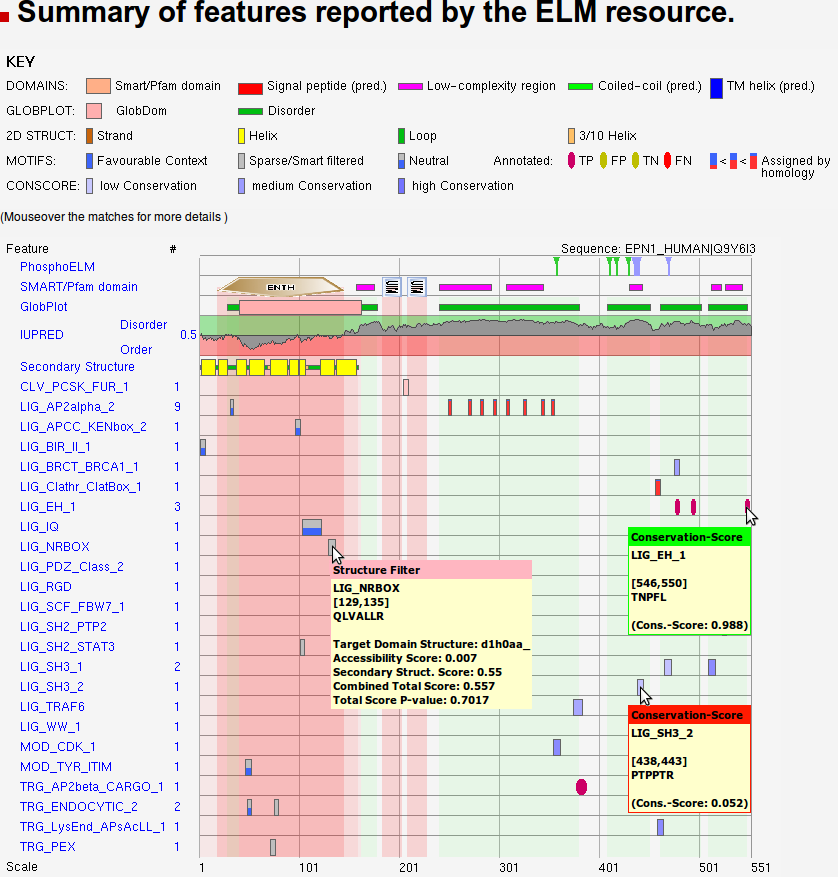 Summary of features reported by the ELM resource.
KEY
DOMAINS: Smart/Pfam domain Signal peptide (pred.) Low-complexity region Coiled-coil (pred.) TM helix (pred.)
GLOBPLOT: GlobDom Disorder
2D STRUCT: Strand Helix Loop 3/10 Helix
MOTIFS: Favourable Context Sparse/Smart filtered Neutral Annotated: TP FP TN FN < < Assigned by
homology
CONSCORE: low Conservation medium Conservation high Conservation
(Mouseover the matches for more details )
Feature # Sequence: EPN1_HUMAN|Q9Y6I3
PhosphoELM
SMART/Pfam domain ENTH UIM UIM
GlobPlot
Disorder
IUPRED 0.5
Order
Secondary Structure
CLV_PCSK_FUR_1 1
LIG_AP2alpha_2 9
LIG_APCC_KENbox_2 1
LIG_BIR_II_1 1
LIG_BRCT_BRCA1_1 1
LIG_Clathr_ClatBox_1 1
LIG_EH_1 3
LIG_IQ 1
LIG_NRBOX 1
LIG_PDZ_Class_2 1
LIG_RGD 1
LIG_SCF_FBW7_1 1
LIG_SH2_PTP2 1
LIG_SH2_STAT3 1
LIG_SH3_1 2
LIG_SH3_2 1
LIG_TRAF6 1
LIG_WW_1 1
MOD_CDK_1 1
MOD_TYR_ITIM 1
TRG_AP2beta_CARGO_1 1
TRG_ENDOCYTIC_2 2
TRG_LysEnd_APsAcLL_1 1
TRG_PEX 1
Scale 1 101 201 301 401 501 551
Conservation-Score
LIG_EH_1
[546,550]
TNPFL
(Cons.-Score: 0.988)
Structure Filter
LIG_NRBOX
[129,135]
QLVALLR
Target Domain Structure: d1h0aa_
Accessibility Score: 0.007
Secondary Struct. Score: 0.55
Combined Total Score: 0.557
Total Score P-value: 0.7017
Conservation-Score
LIG_SH3_2
[438,443]
PTPPTR
(Cons.-Score: 0.052)